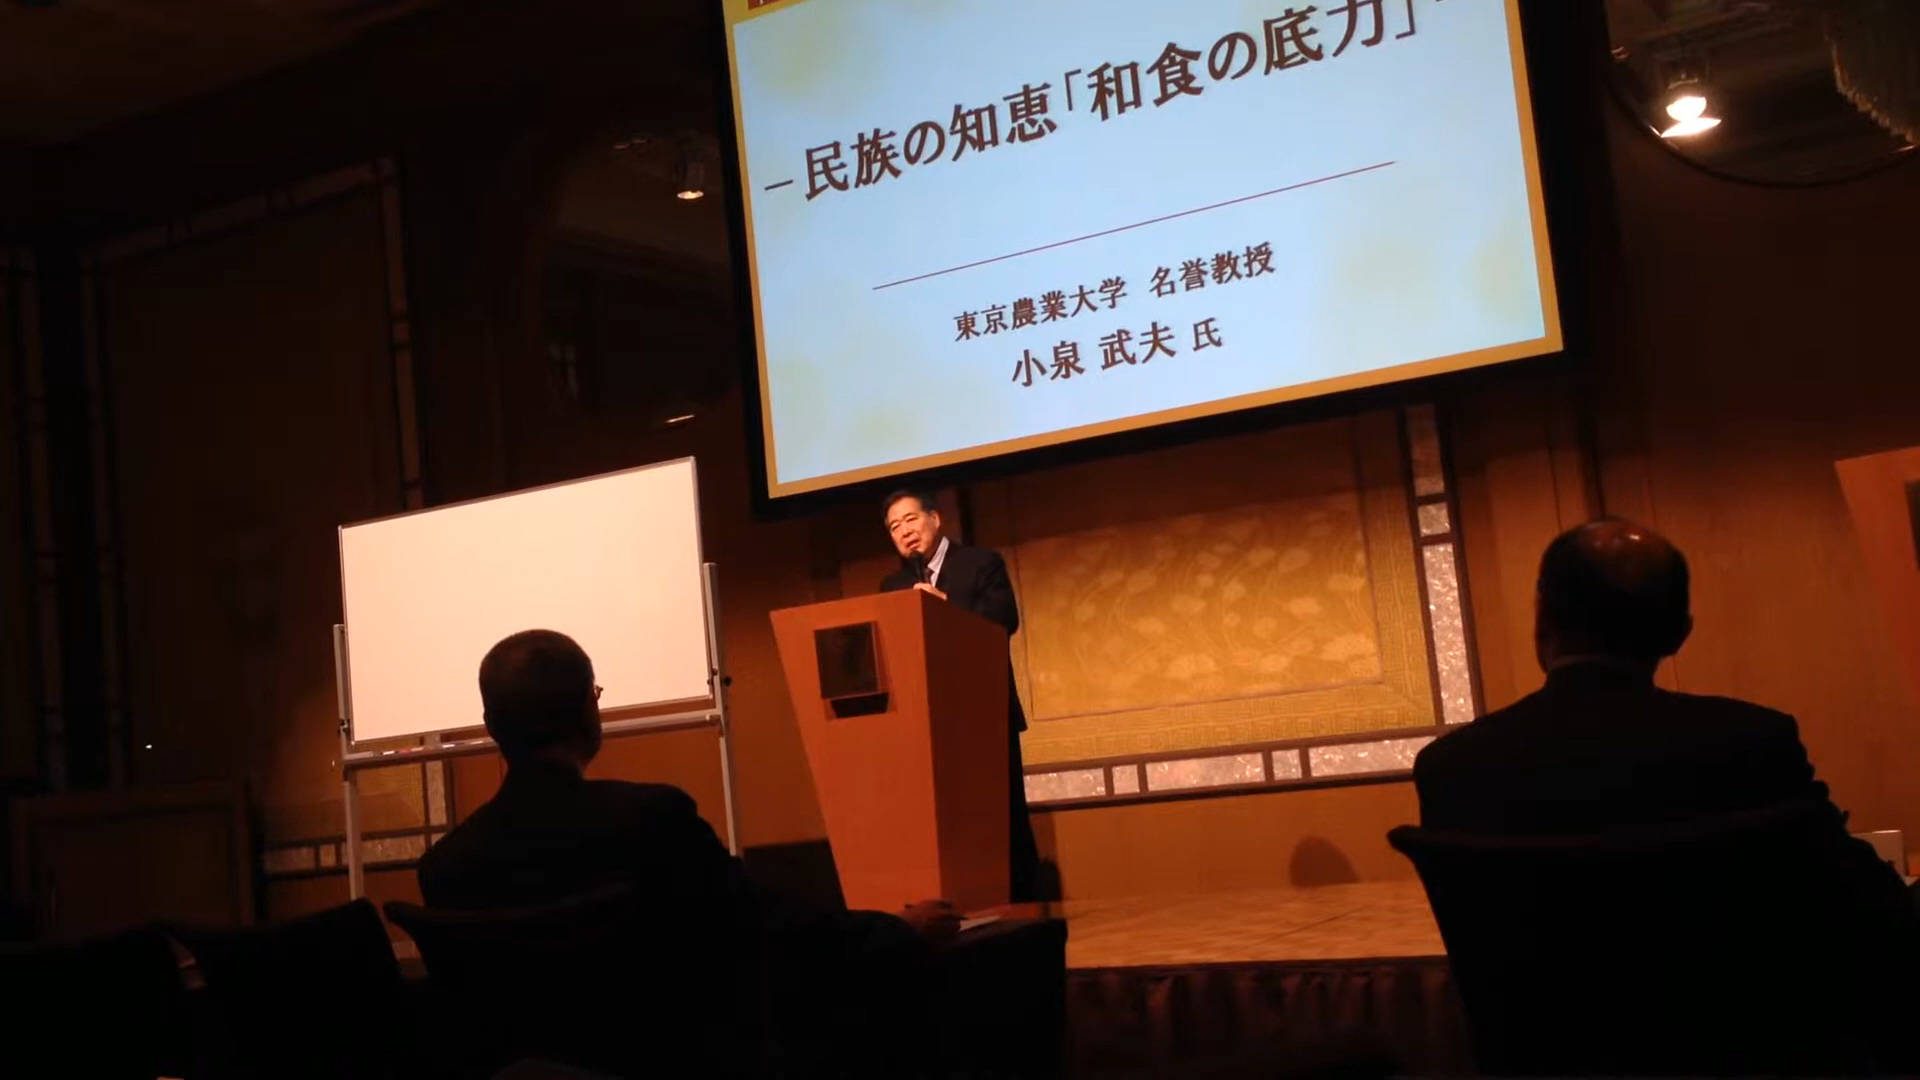 －民族の知恵「和食の底力」－
東京農業大学 名誉教授
小泉 武夫 氏